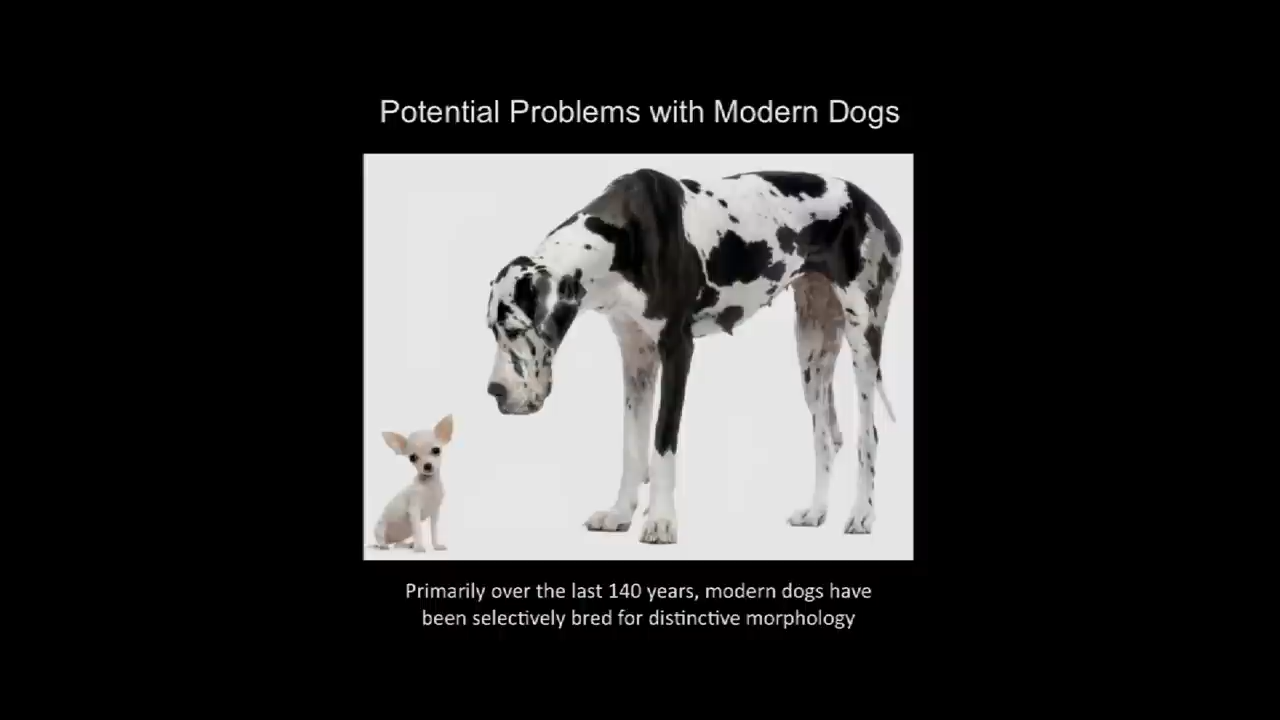 Potential Problems with Modern Dogs
Primarily over the last 140 years, modern dogs have
been selectively bred for distinctive morphology